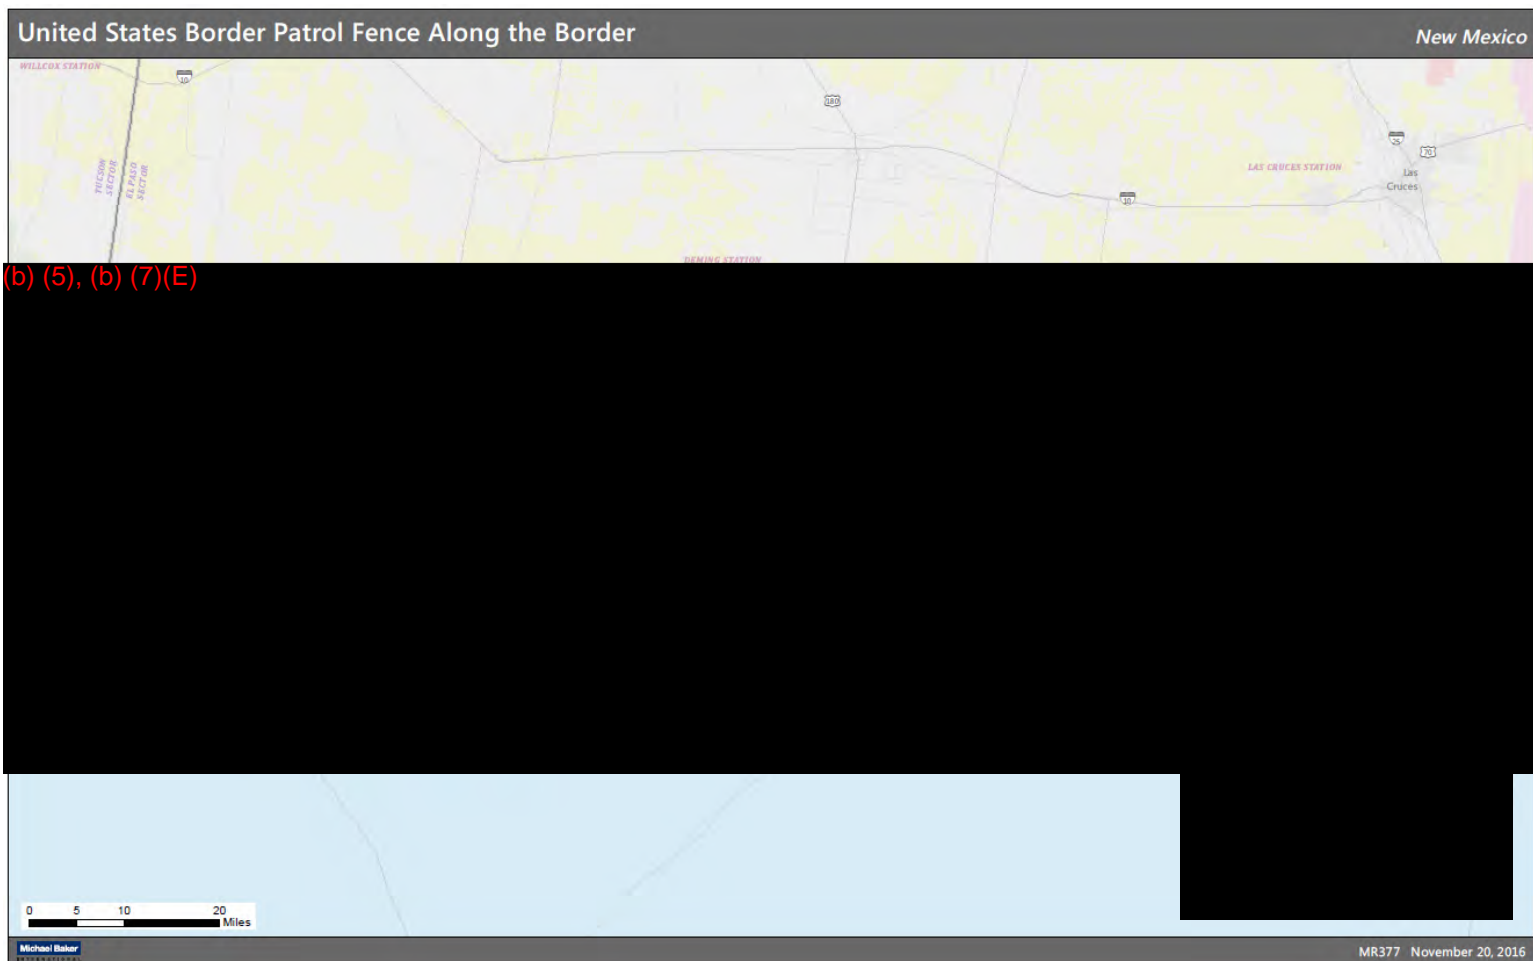 United States Border Patrol Fence Along the Border
New Mexico
WILLCOX STATION
10
180
25
70
TUCSON
SECTOR
EL PASO
SECTOR
LAS CRUCES STATION
Las
Cruces
10
DEMING STATION
(b) (5), (b) (7)(E)
0 5 10 20
Miles
Michael Baker
INTERNATIONAL
MR377 November 20, 2016